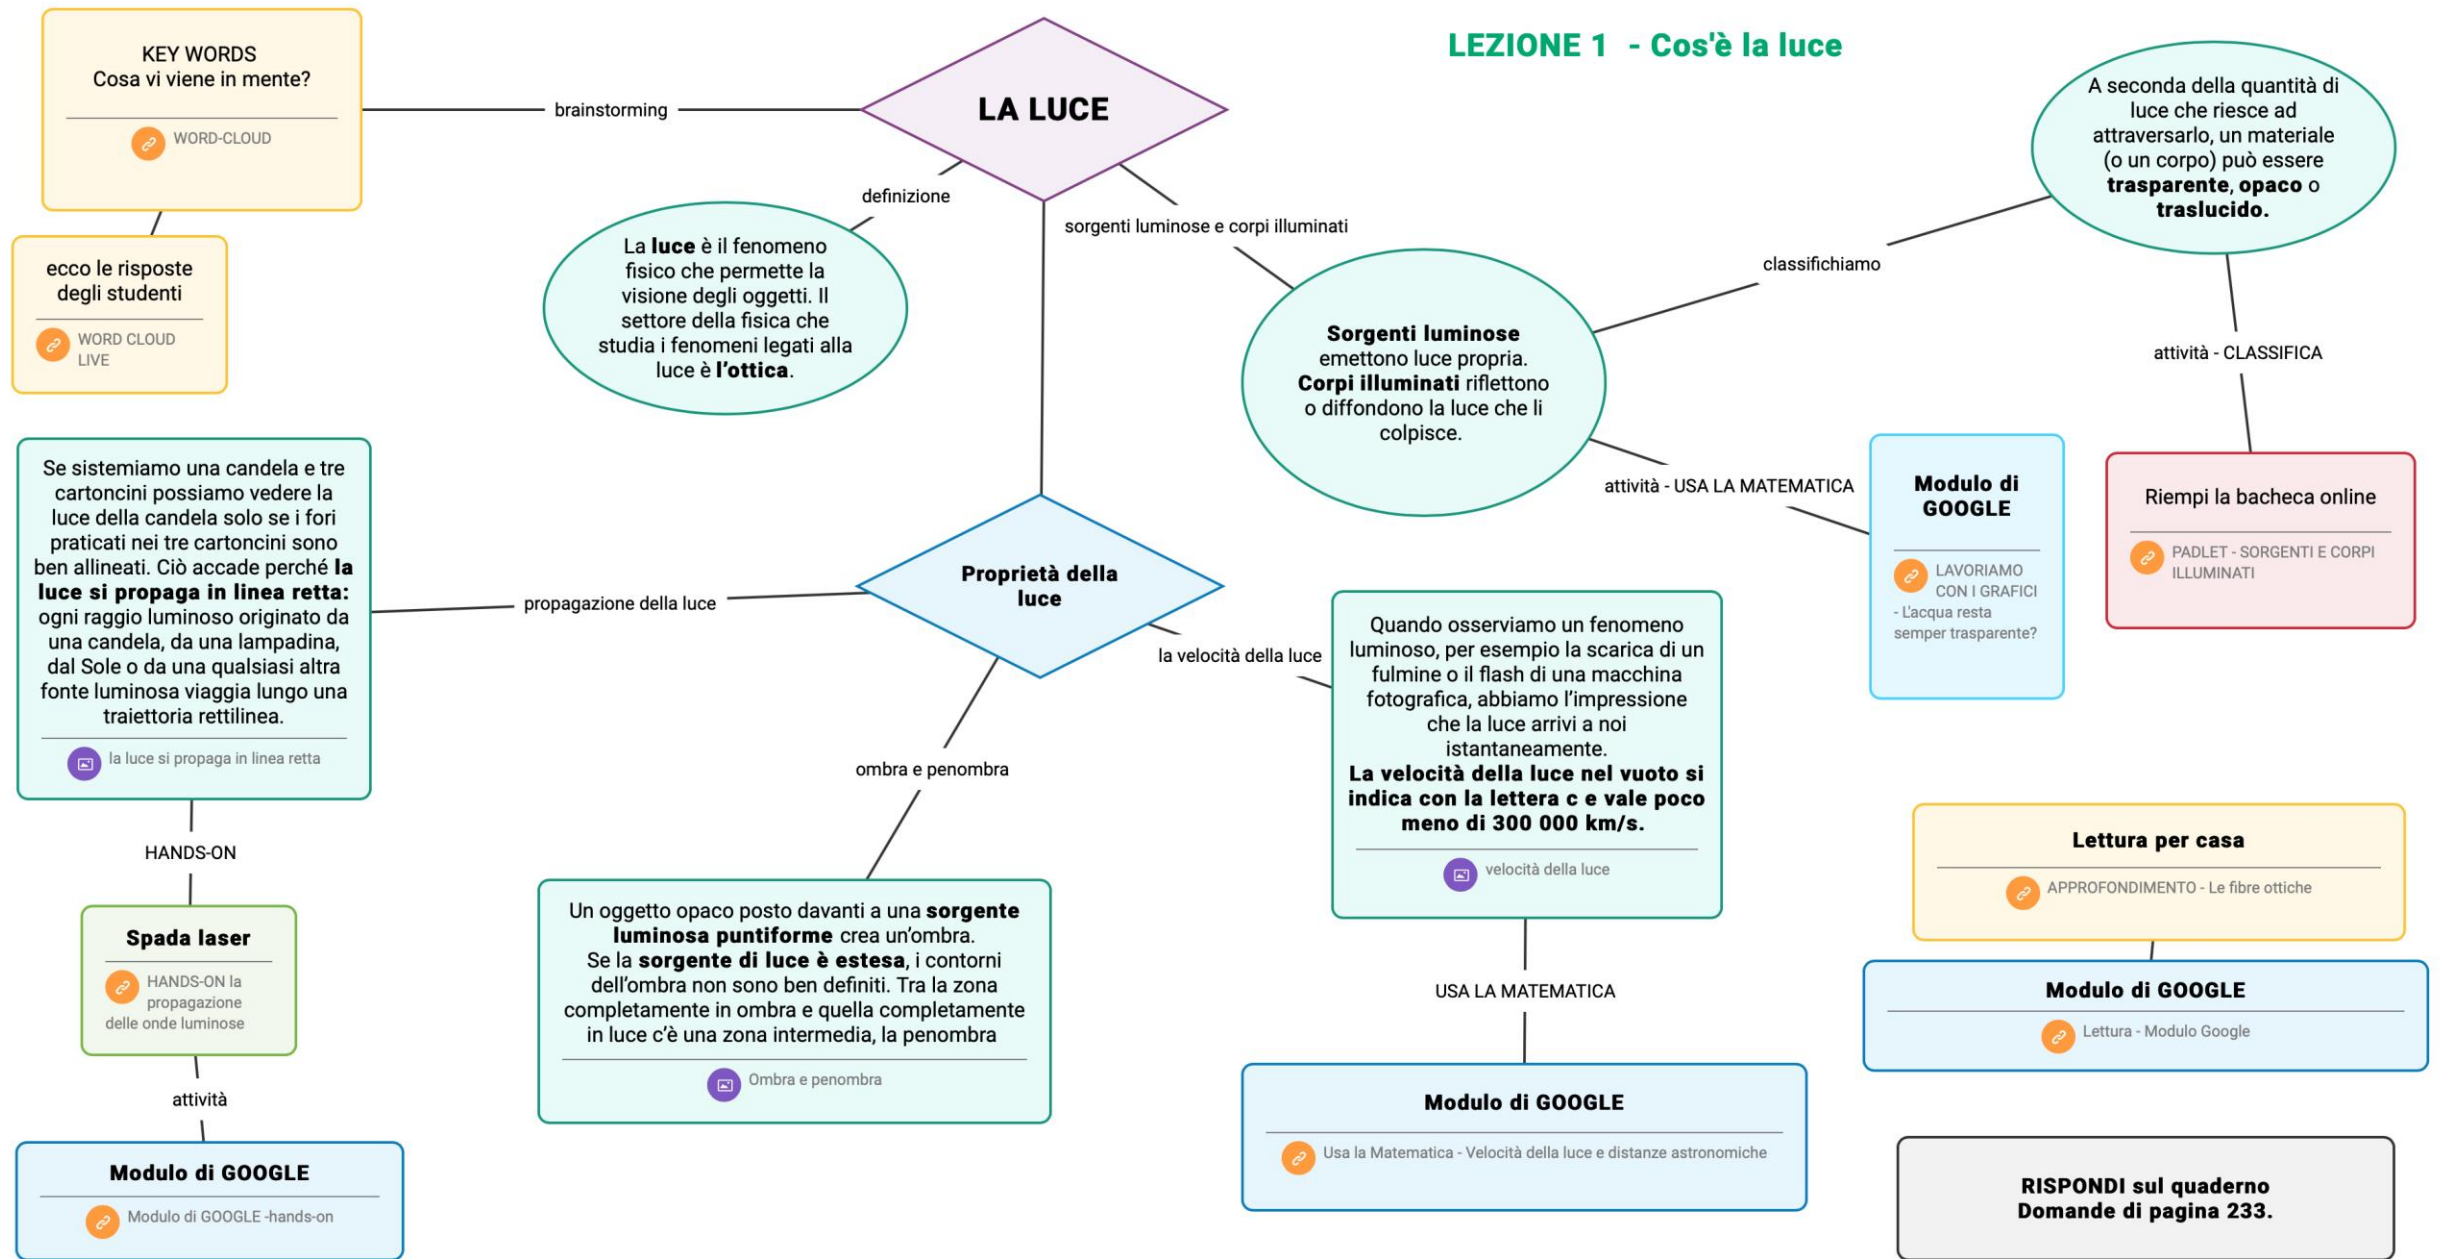 LEZIONE 1 - Cos'è la luce
KEY WORDS
Cosa vi viene in mente?
WORD-CLOUD
brainstorming
LA LUCE
ecco le risposte
degli studenti
WORD CLOUD
LIVE
definizione
La luce è il fenomeno
fisico che permette la
visione degli oggetti. Il
settore della fisica che
studia i fenomeni legati alla
luce è l'ottica.
sorgenti luminose e corpi illuminati
Sorgenti luminose
emettono luce propria.
Corpi illuminati riflettono
o diffondono la luce che li
colpisce.
classifichiamo
A seconda della quantità di
luce che riesce ad
attraversarlo, un materiale
(o un corpo) può essere
trasparente, opaco o
traslucido.
attività - CLASSIFICA
Riempi la bacheca online
PADLET - SORGENTI E CORPI
ILLUMINATI
attività - USA LA MATEMATICA
Modulo di
GOOGLE
LAVORIAMO
CON I GRAFICI
- L'acqua resta
semper trasparente?
Proprietà della
luce
propagazione della luce
Se sistemiamo una candela e tre
cartoncini possiamo vedere la
luce della candela solo se i fori
praticati nei tre cartoncini sono
ben allineati. Ciò accade perché la
luce si propaga in linea retta:
ogni raggio luminoso originato da
una candela, da una lampadina,
dal Sole o da una qualsiasi altra
fonte luminosa viaggia lungo una
traiettoria rettilinea.
la luce si propaga in linea retta
HANDS-ON
Spada laser
HANDS-ON la
propagazione
delle onde luminose
attività
Modulo di GOOGLE
Modulo di GOOGLE -hands-on
ombra e penombra
Un oggetto opaco posto davanti a una sorgente
luminosa puntiforme crea un'ombra.
Se la sorgente di luce è estesa, i contorni
dell'ombra non sono ben definiti. Tra la zona
completamente in ombra e quella completamente
in luce c'è una zona intermedia, la penombra
Ombra e penombra
la velocità della luce
Quando osserviamo un fenomeno
luminoso, per esempio la scarica di un
fulmine o il flash di una macchina
fotografica, abbiamo l'impressione
che la luce arrivi a noi
istantaneamente.
La velocità della luce nel vuoto si
indica con la lettera c e vale poco
meno di 300 000 km/s.
velocità della luce
USA LA MATEMATICA
Modulo di GOOGLE
Usa la Matematica - Velocità della luce e distanze astronomiche
Lettura per casa
APPROFONDIMENTO - Le fibre ottiche
Modulo di GOOGLE
Lettura - Modulo Google
RISPONDI sul quaderno
Domande di pagina 233.